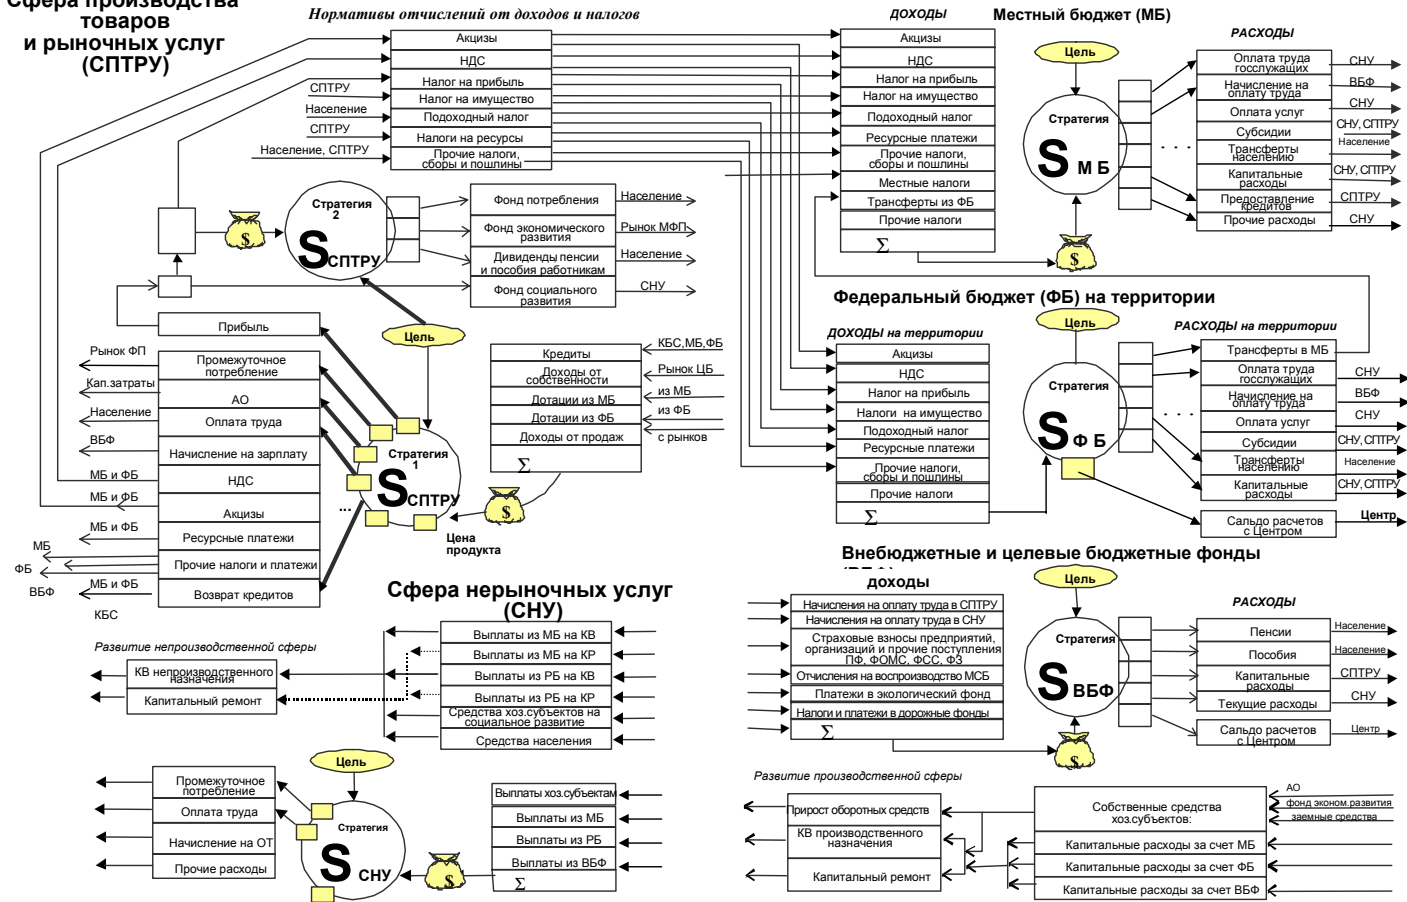 Сфера производства
товаров
и рыночных услуг
(СПТРУ)
Нормативы отчислений от доходов и налогов
Акцизы
НДС
Налог на прибыль
Налог на имущество
Подоходный налог
Налоги на ресурсы
Прочие налоги,
сборы и пошлины
СПТРУ
Население
СПТРУ
Население, СПТРУ
Стратегия
2
S СПТРУ
$
Фонд потребления
Фонд экономического
развития
Дивиденды пенсии
и пособия работникам
Фонд социального
развития
Население
Рынок МФП
Население
СНУ
Прибыль
Цель
Промежуточное
потребление
АО
Оплата труда
Начисление на зарплату
НДС
Акцизы
Ресурсные платежи
Прочие налоги и платежи
Возврат кредитов
Рынок ФП
Кап.затраты
Население
ВБФ
МБ и ФБ
МБ и ФБ
МБ и ФБ
МБ
ФБ
МБ и ФБ
ВБФ
КБС
Стратегия
1
S СПТРУ
...
Кредиты
Доходы от
собственности
Дотации из МБ
Дотации из ФБ
Доходы от продаж
Σ
КБС,МБ,ФБ
Рынок ЦБ
из МБ
из ФБ
с рынков
$
Цена
продукта
ДОХОДЫ
Местный бюджет (МБ)
Акцизы
НДС
Налог на прибыль
Налог на имущество
Подоходный налог
Ресурсные платежи
Прочие налоги,
сборы и пошлины
Местные налоги
Трансферты из ФБ
Прочие налоги
Σ
Цель
Стратегия
S МБ
$
. . .
РАСХОДЫ
Оплата труда
госслужащих
Начисление на
оплату труда
Оплата услуг
Субсидии
Трансферты
населению
Капитальные
расходы
Предоставление
кредитов
Прочие расходы
СНУ
ВБФ
СНУ
СНУ, СПТРУ
Население
СНУ, СПТРУ
СПТРУ
СНУ
Федеральный бюджет (ФБ) на территории
ДОХОДЫ на территории
Акцизы
НДС
Налог на прибыль
Налоги на имущество
Подоходный налог
Ресурсные платежи
Прочие налоги,
сборы и пошлины
Прочие налоги
Σ
Цель
Стратегия
S ФБ
. . .
РАСХОДЫ на территории
Трансферты в МБ
Оплата труда
госслужащих
Начисление на
оплату труда
Оплата услуг
Субсидии
Трансферты
населению
Капитальные
расходы
Сальдо расчетов
с Центром
СНУ
ВБФ
СНУ
СНУ, СПТРУ
Население
СНУ, СПТРУ
Центр
Внебюджетные и целевые бюджетные фонды
доходы
Начисления на оплату труда в СПТРУ
Начисления на оплату труда в СНУ
Страховые взносы предприятий,
организаций и прочие поступления
ПФ, ФОМС, ФСС, ФЗ
Отчисления на воспроизводство МСБ
Платежи в экологический фонд
Налоги и платежи в дорожные фонды
Σ
Цель
Стратегия
S ВБФ
$
РАСХОДЫ
Пенсии
Пособия
Капитальные
расходы
Текущие расходы
Сальдо расчетов
с Центром
Население
Население
СПТРУ
СНУ
Центр
Сфера нерыночных услуг
(СНУ)
Развитие непроизводственной сферы
КВ непроизводственного
назначения
Капитальный ремонт
Выплаты из МБ на КВ
Выплаты из МБ на КР
Выплаты из РБ на КВ
Выплаты из РБ на КР
Средства хоз.субъектов на
социальное развитие
Средства населения
Промежуточное
потребление
Оплата труда
Начисление на ОТ
Прочие расходы
Цель
Стратегия
S СНУ
$
Выплаты хоз.субъектам
Выплаты из МБ
Выплаты из РБ
Выплаты из ВБФ
Σ
Развитие производственной сферы
Прирост оборотных средств
КВ производственного
назначения
Капитальный ремонт
Собственные средства
хоз.субъектов:
Капитальные расходы за счет МБ
Капитальные расходы за счет ФБ
Капитальные расходы за счет ВБФ
АО
фонд эконом.развития
заемные средства